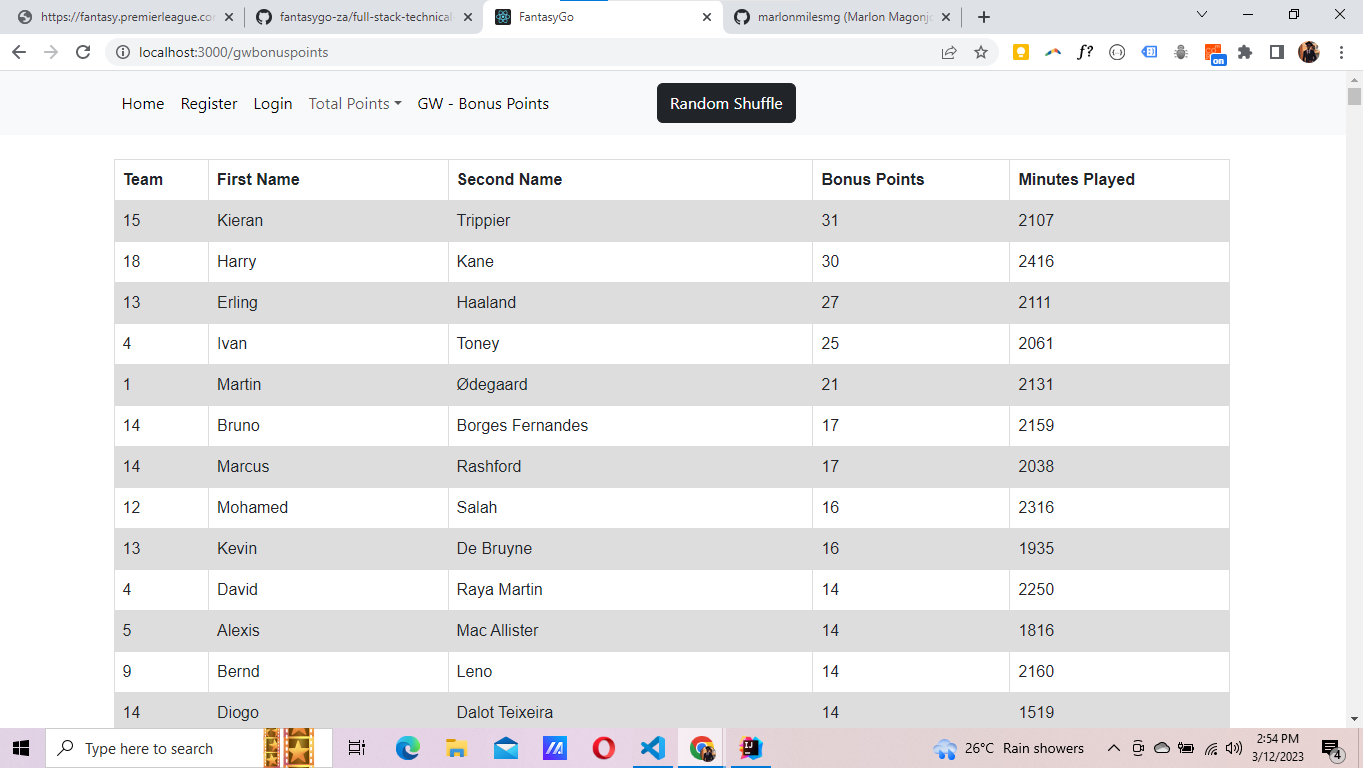 https://fantasy.premierleague.co fantasygo-za/full-stack-technical FantasyGo marlonmilesmg (Marlon Magonj
localhost:3000/gwbonuspoints
on
Home Register Login Total Points GW - Bonus Points Random Shuffle
Team First Name Second Name Bonus Points Minutes Played
15 Kieran Trippier 31 2107
18 Harry Kane 30 2416
13 Erling Haaland 27 2111
4 Ivan Toney 25 2061
1 Martin Ødegaard 21 2131
14 Bruno Borges Fernandes 17 2159
14 Marcus Rashford 17 2038
12 Mohamed Salah 16 2316
13 Kevin De Bruyne 16 1935
4 David Raya Martin 14 2250
5 Alexis Mac Allister 14 1816
9 Bernd Leno 14 2160
14 Diogo Dalot Teixeira 14 1519
Type here to search
26°C Rain showers
2:54 PM
3/12/2023
4